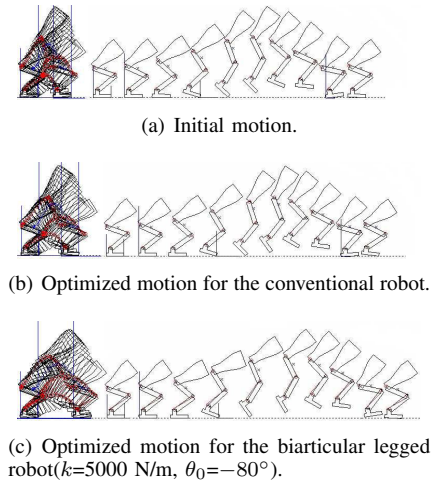 (a) Initial motion.
(b) Optimized motion for the conventional robot.
(c) Optimized motion for the biarticular legged
robot(k=5000 N/m, θ₀=−80°).